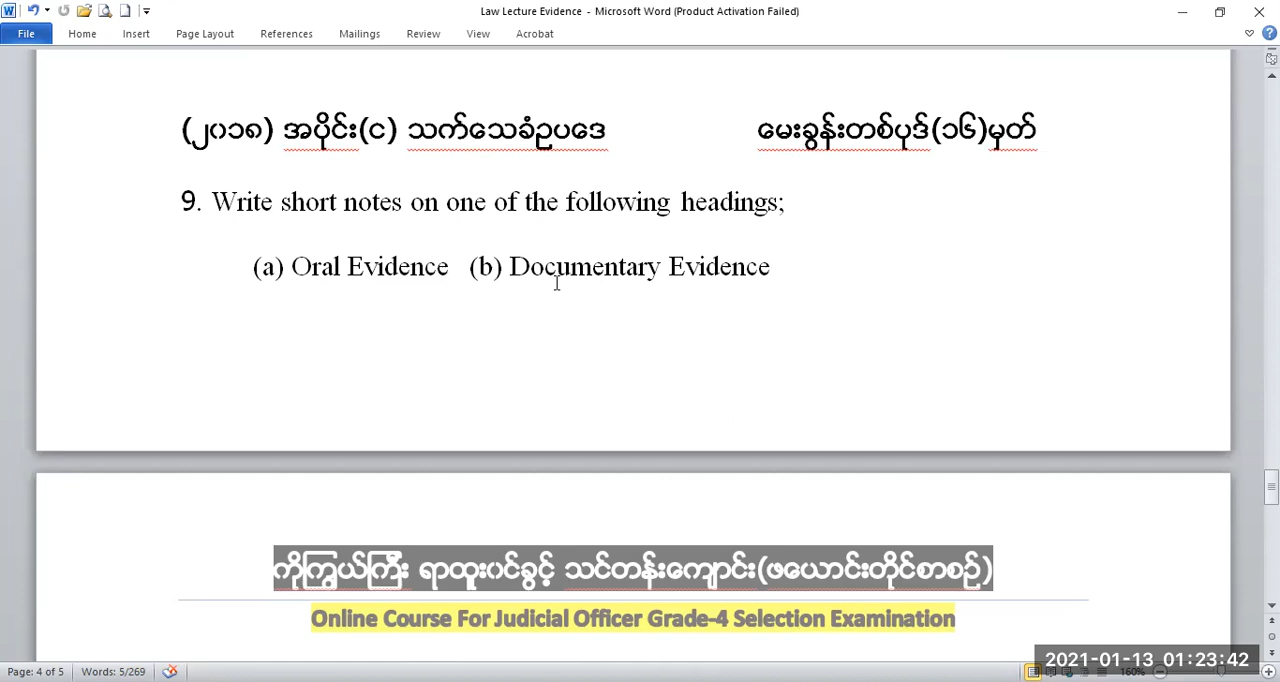 Law Lecture Evidence - Microsoft Word (Product Activation Failed)
File Home Insert Page Layout References Mailings Review View Acrobat
(၂၀၁၈) အပိုင်း(င) သက်သေခံဥပဒေ မေးခွန်းတစ်ပုဒ်(၁၆)မှတ်
9. Write short notes on one of the following headings;
(a) Oral Evidence (b) Documentary Evidence
ကိုကြွယ်ကြီး ရာထူးဝင်ခွင့် သင်တန်းကျောင်း(ဖယောင်းတိုင်စာစဉ်)
Online Course For Judicial Officer Grade-4 Selection Examination
2021-01-13 01:23:42
Page: 4 of 5 Words: 5/269 160%